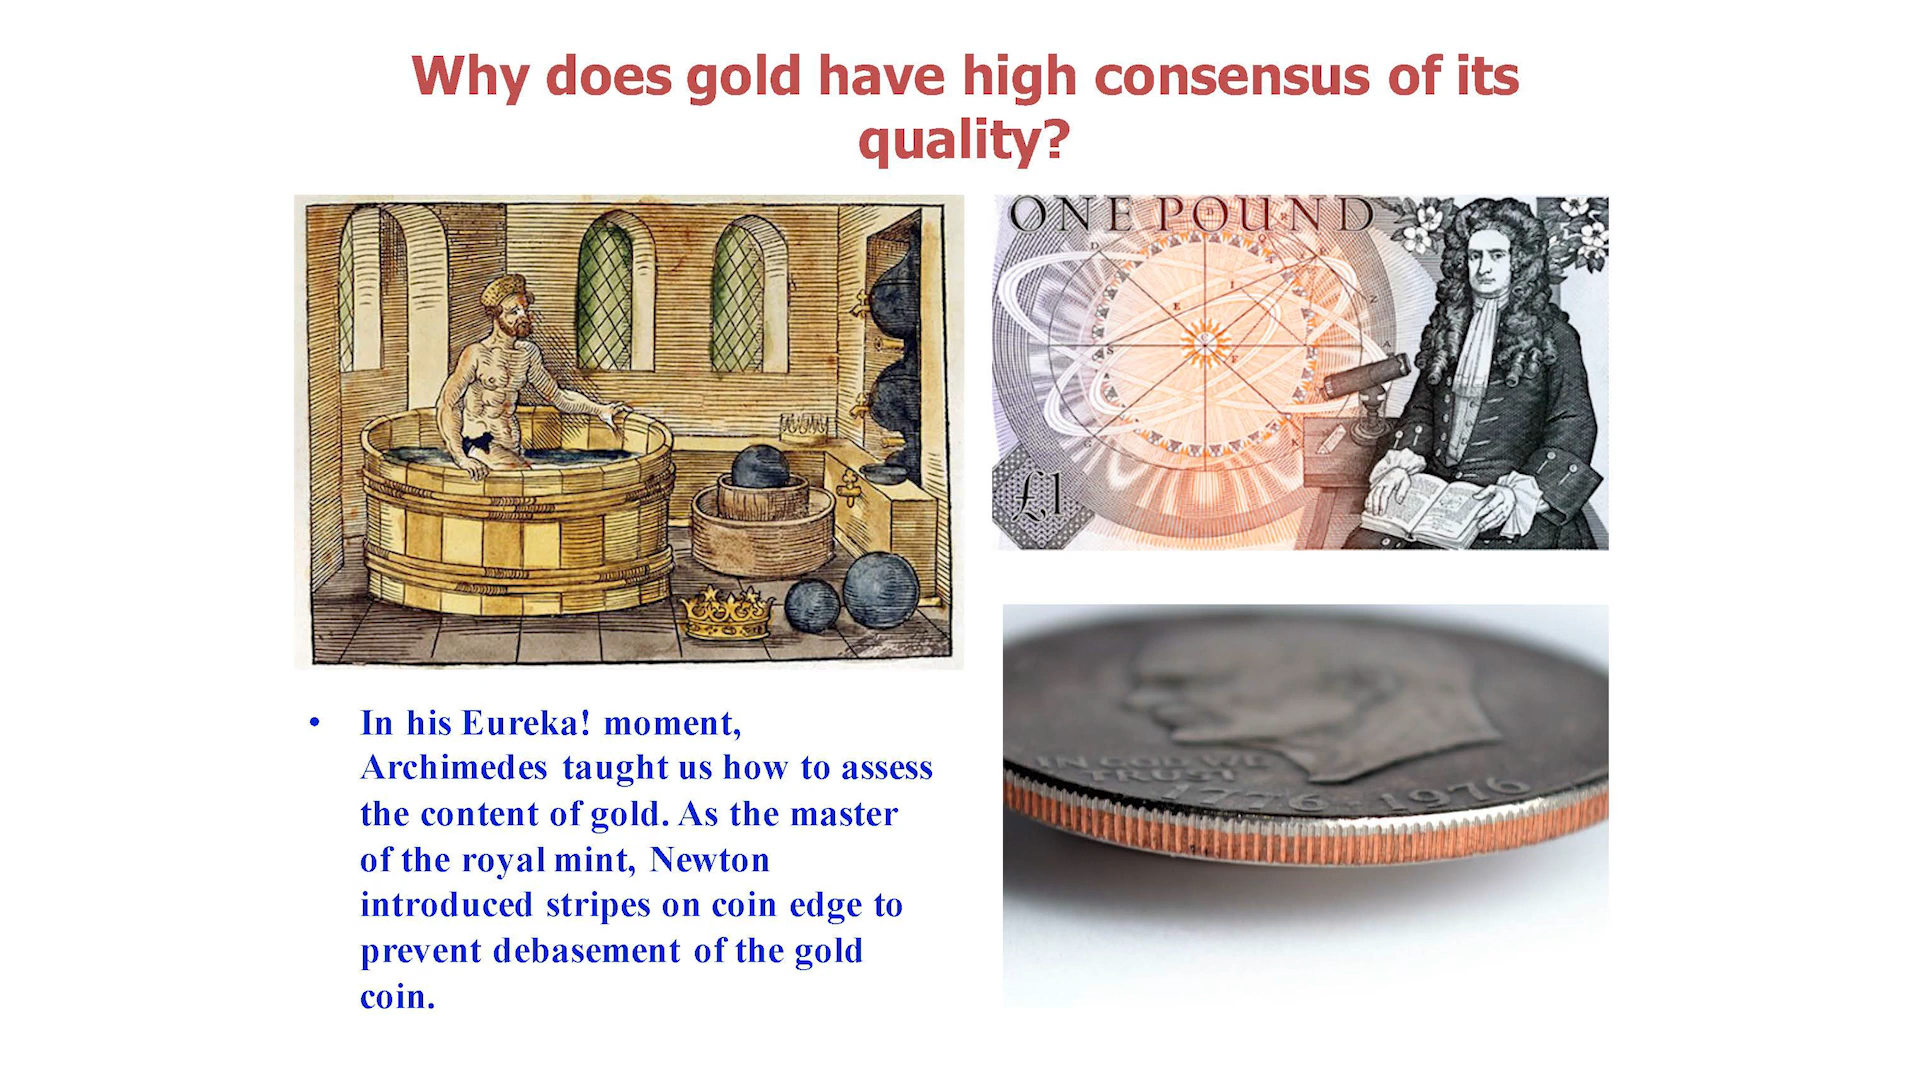 Why does gold have high consensus of its
quality?
ONE POUND
£1
IN GOD WE
TRUST
1776 1976
• In his Eureka! moment,
Archimedes taught us how to assess
the content of gold. As the master
of the royal mint, Newton
introduced stripes on coin edge to
prevent debasement of the gold
coin.